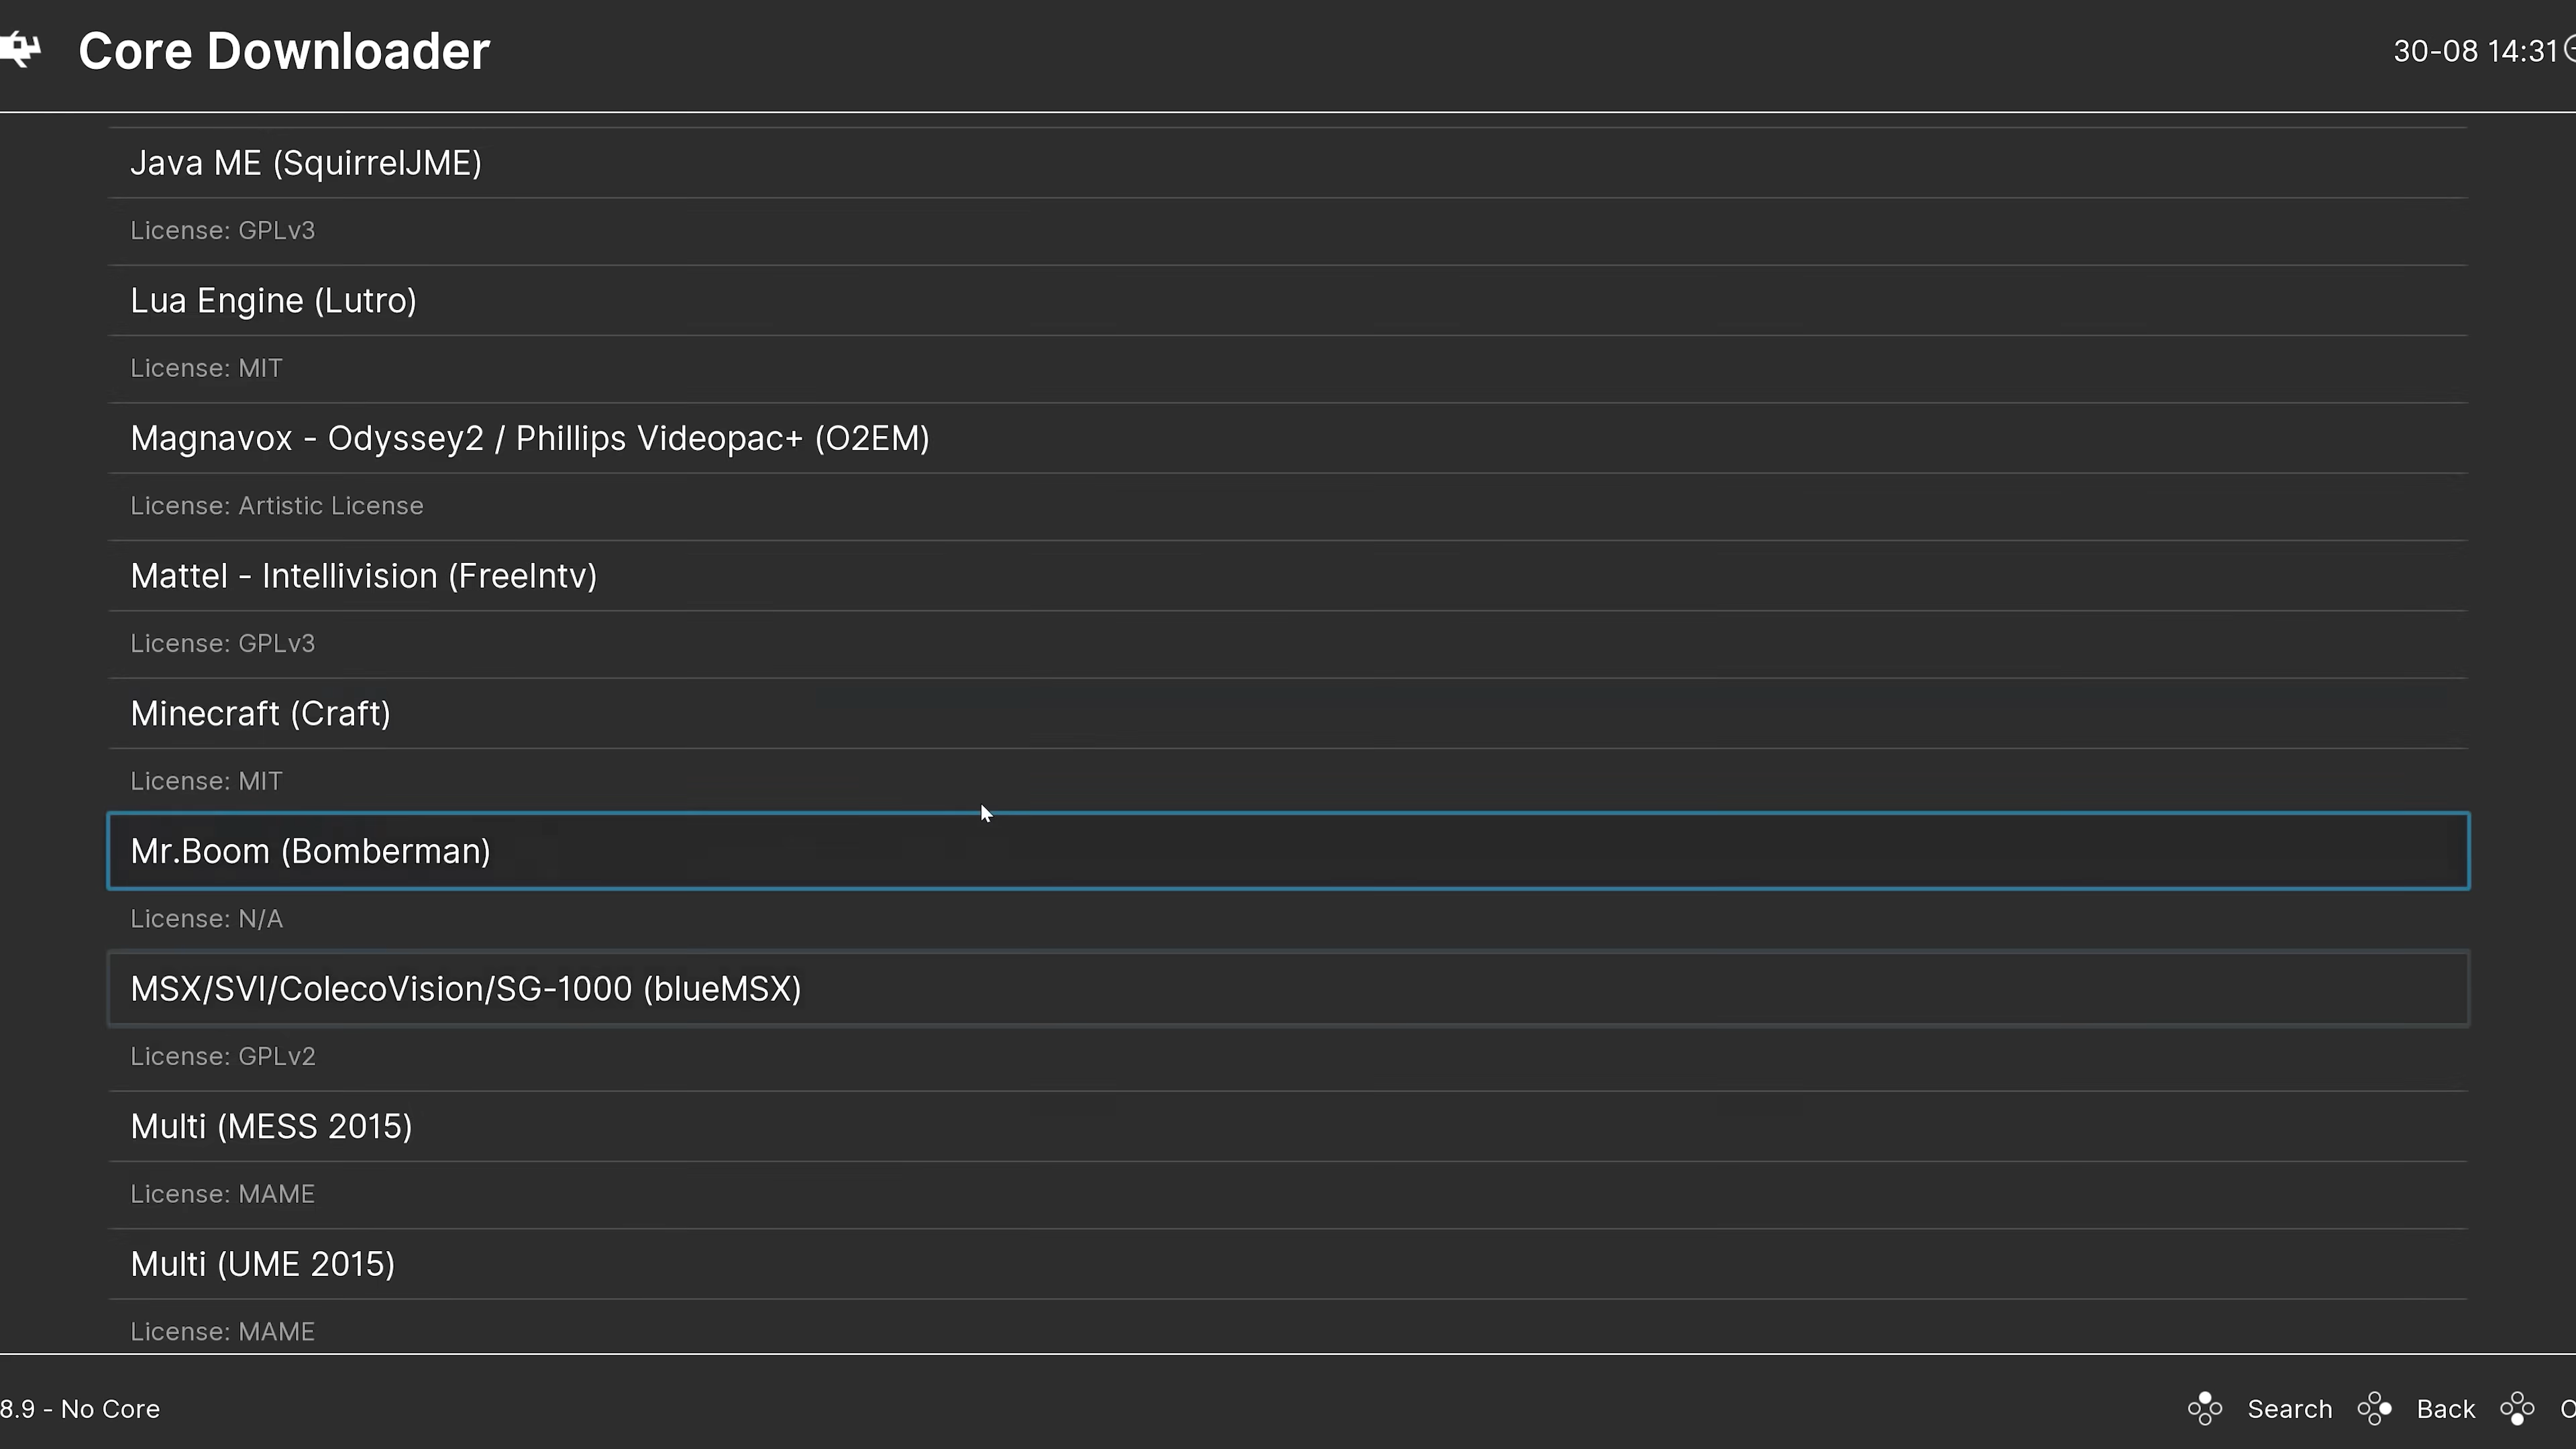 Core Downloader
30-08 14:31
Java ME (SquirrelJME)
License: GPLv3
Lua Engine (Lutro)
License: MIT
Magnavox - Odyssey2 / Phillips Videopac+ (O2EM)
License: Artistic License
Mattel - Intellivision (FreeIntv)
License: GPLv3
Minecraft (Craft)
License: MIT
Mr.Boom (Bomberman)
License: N/A
MSX/SVI/ColecoVision/SG-1000 (blueMSX)
License: GPLv2
Multi (MESS 2015)
License: MAME
Multi (UME 2015)
License: MAME
8.9 - No Core
Search Back